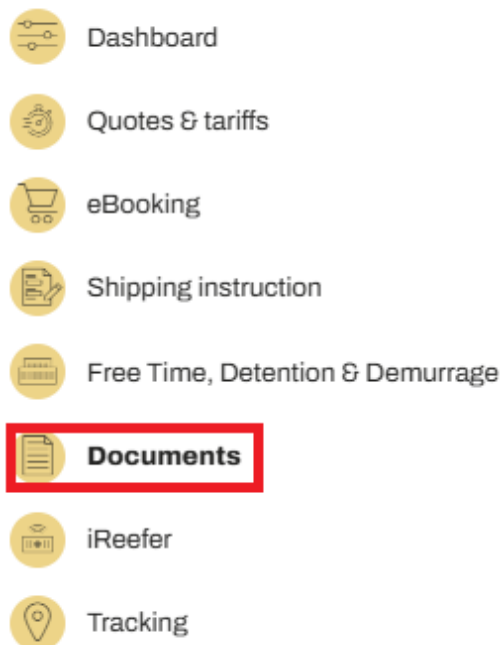 Dashboard
Quotes & tariffs
eBooking
Shipping instruction
Free Time, Detention & Demurrage
Documents
iReefer
Tracking